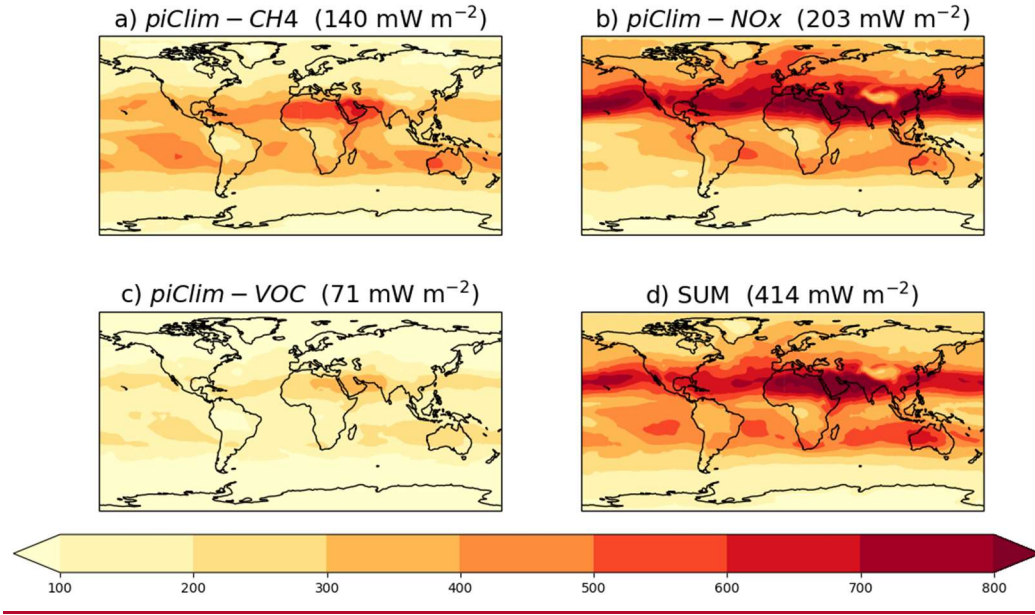 a) piClim − CH4 (140 mW m⁻²)
b) piClim − NOx (203 mW m⁻²)
c) piClim − VOC (71 mW m⁻²)
d) SUM (414 mW m⁻²)
100 200 300 400 500 600 700 800